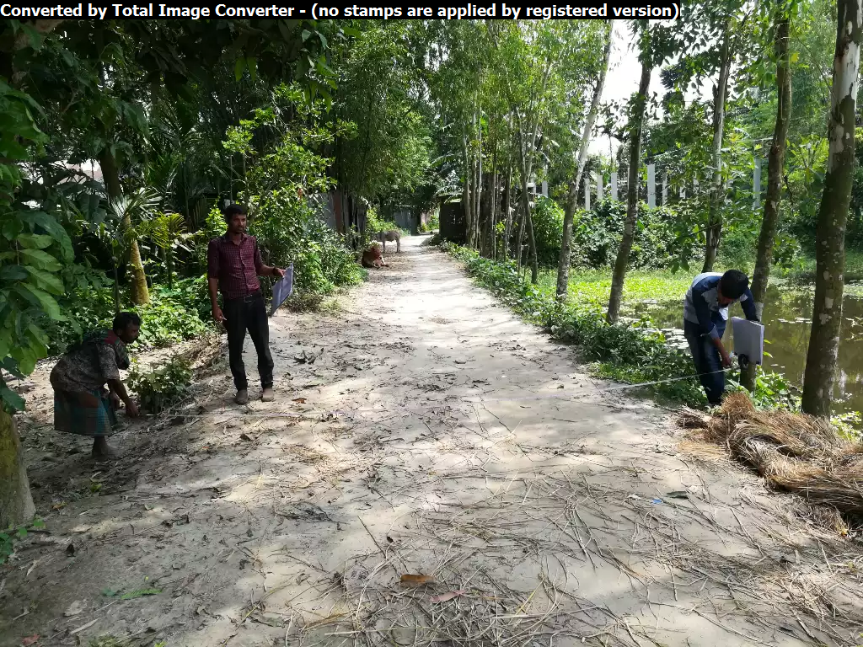 Converted by Total Image Converter - (no stamps are applied by registered version)